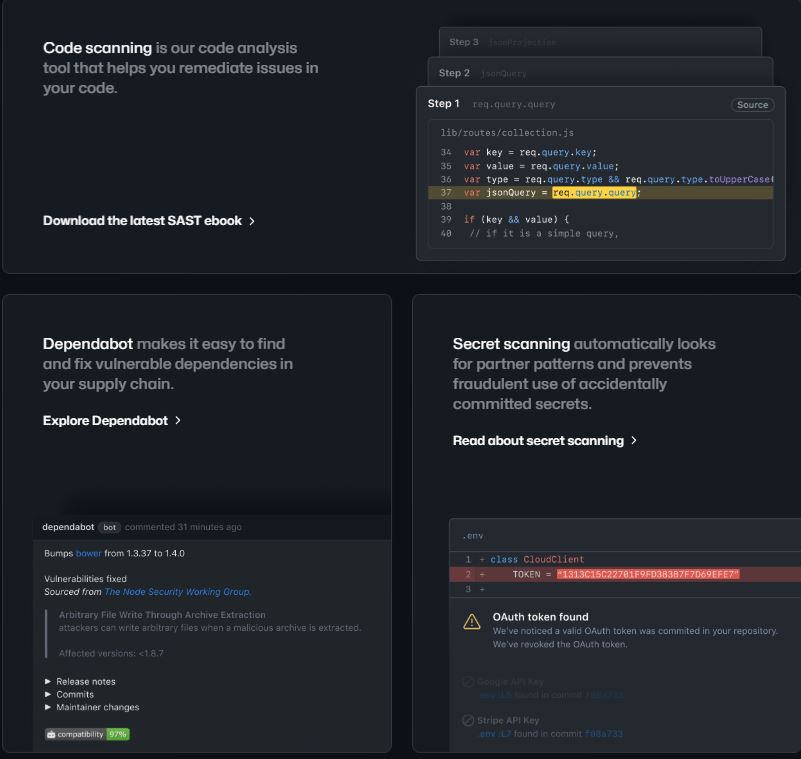 Code scanning is our code analysis
tool that helps you remediate issues in
your code.
Download the latest SAST ebook
Step 3 jsonProjection
Step 2 jsonQuery
Step 1 req.query.query Source
lib/routes/collection.js
34 var key = req.query.key;
35 var value = req.query.value;
36 var type = req.query.type && req.query.type.toUpperCase(
37 var jsonQuery = req.query.query;
38
39 if (key && value) {
40 // if it is a simple query,
Dependabot makes it easy to find
and fix vulnerable dependencies in
your supply chain.
Explore Dependabot
dependabot bot commented 31 minutes ago
Bumps bower from 1.3.37 to 1.4.0
Vulnerabilities fixed
Sourced from The Node Security Working Group.
Arbitrary File Write Through Archive Extraction
attackers can write arbitrary files when a malicious archive is extracted.
Affected versions: <1.8.7
► Release notes
► Commits
► Maintainer changes
compatibility 97%
Secret scanning automatically looks
for partner patterns and prevents
fraudulent use of accidentally
committed secrets.
Read about secret scanning
.env
1 + class CloudClient
2 + TOKEN = "1313C15C22701F9FD38387F7D69EFE7"
3 +
OAuth token found
We've noticed a valid OAuth token was commited in your repository.
We've revoked the OAuth token.
Google API Key
.env:L5 found in commit f08a733
Stripe API Key
.env:L7 found in commit f08a733